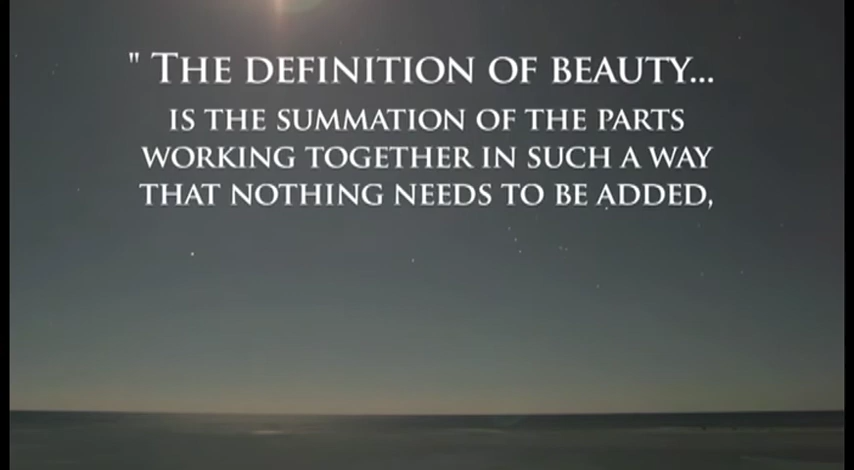 " THE DEFINITION OF BEAUTY...
IS THE SUMMATION OF THE PARTS
WORKING TOGETHER IN SUCH A WAY
THAT NOTHING NEEDS TO BE ADDED,